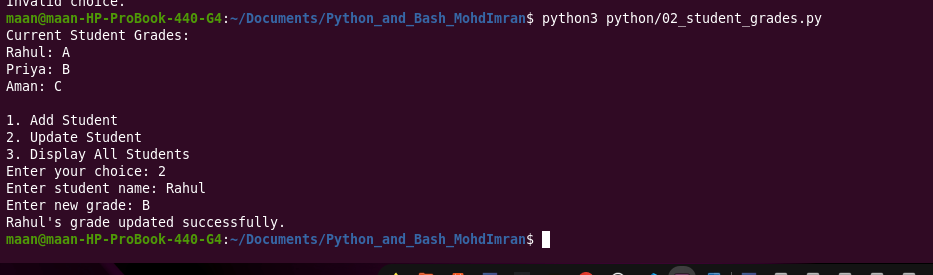 Invalid choice.
maan@maan-HP-ProBook-440-G4:~/Documents/Python_and_Bash_MohdImran$ python3 python/02_student_grades.py
Current Student Grades:
Rahul: A
Priya: B
Aman: C
1. Add Student
2. Update Student
3. Display All Students
Enter your choice: 2
Enter student name: Rahul
Enter new grade: B
Rahul's grade updated successfully.
maan@maan-HP-ProBook-440-G4:~/Documents/Python_and_Bash_MohdImran$